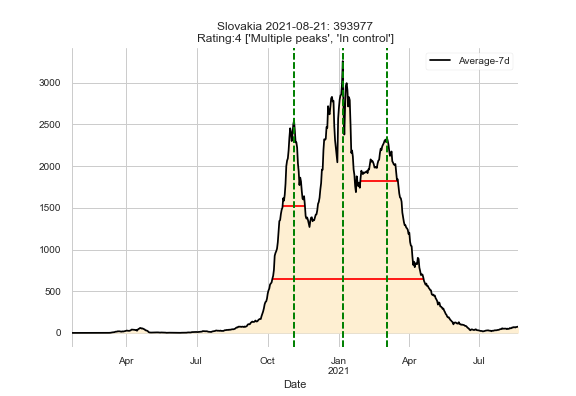 Slovakia 2021-08-21: 393977
Rating:4 ['Multiple peaks', 'In control']
Average-7d
3000
2500
2000
1500
1000
500
0
Apr
Jul
Oct
Jan
2021
Apr
Jul
Date